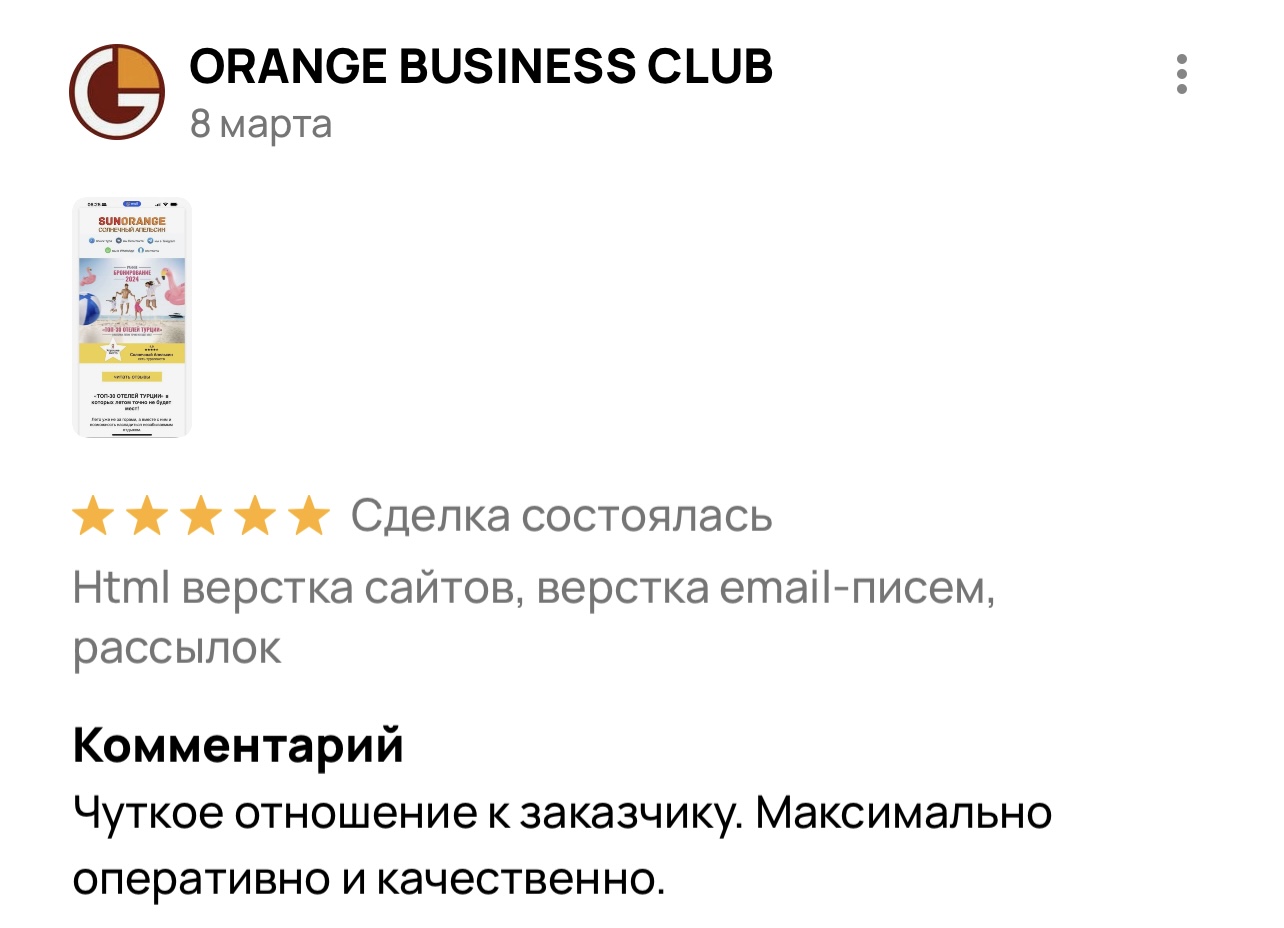 ORANGE BUSINESS CLUB
8 марта
SUNORANGE
СОЛНЕЧНЫЙ АПЕЛЬСИН
БРОНИРОВАНИЕ
2024
«ТОП-30 ОТЕЛЕЙ ТУРЦИИ»
Солнечный Апельсин
ЧИТАТЬ ОТЗЫВЫ
«ТОП-30 ОТЕЛЕЙ ТУРЦИИ» в
которых летом точно не будет
мест!
Сделка состоялась
Html верстка сайтов, верстка email-писем,
рассылок
Комментарий
Чуткое отношение к заказчику. Максимально
оперативно и качественно.